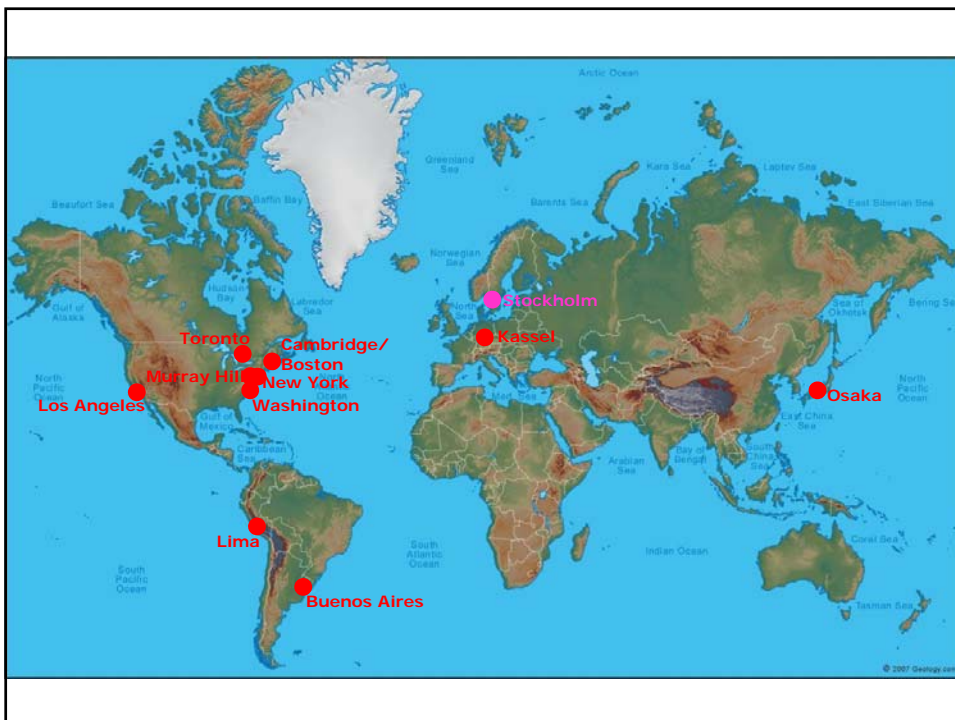 Arctic Ocean
Greenland
Sea
Kara Sea
Laptev Sea
Beaufort Sea
Baffin Bay
Barents Sea
East Siberian Sea
Norwegian
Sea
Hudson
Bay
Labrador
Sea
Gulf of
Alaska
North
Sea
Stockholm
Sea of
Okhotsk
Bering Se
Toronto
Cambridge/
Boston
Kassel
Murray Hill
New York
North
Pacific
Ocean
Ocean
Los Angeles
Washington
Med. Sea
Osaka
North
Pacific
Ocean
Gulf of
Mexico
East China
Sea
Caribbean
Sea
Arabian
Sea
Bay of
Bengal
South
China
Sea
Lima
South
Atlantic
Ocean
Indian Ocean
Coral Sea
South
Pacific
Ocean
Buenos Aires
Tasman Sea
© 2007 Geology.com